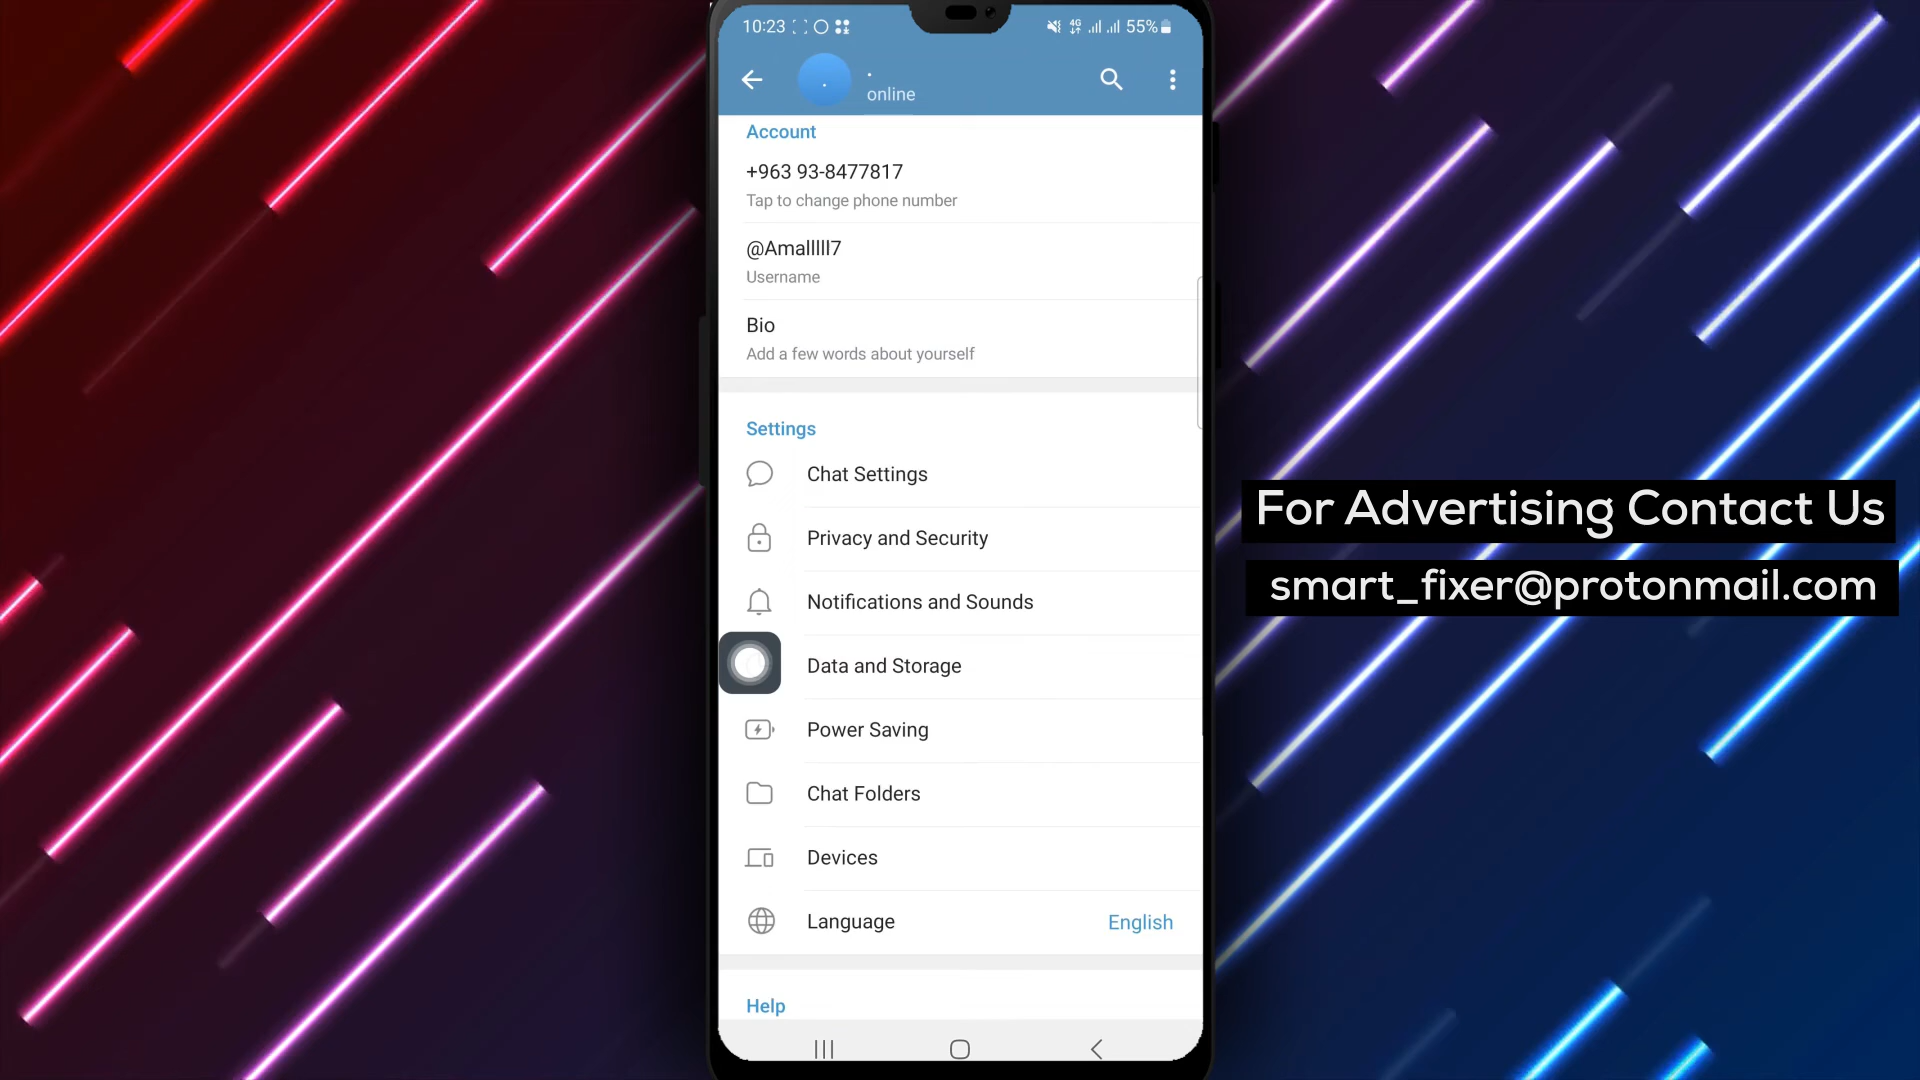 10:23
4G
55%
.
.
online
Account
+963 93-8477817
Tap to change phone number
@Amalllll7
Username
Bio
Add a few words about yourself
Settings
Chat Settings
Privacy and Security
Notifications and Sounds
Data and Storage
Power Saving
Chat Folders
Devices
Language English
Help
For Advertising Contact Us
smart_fixer@protonmail.com